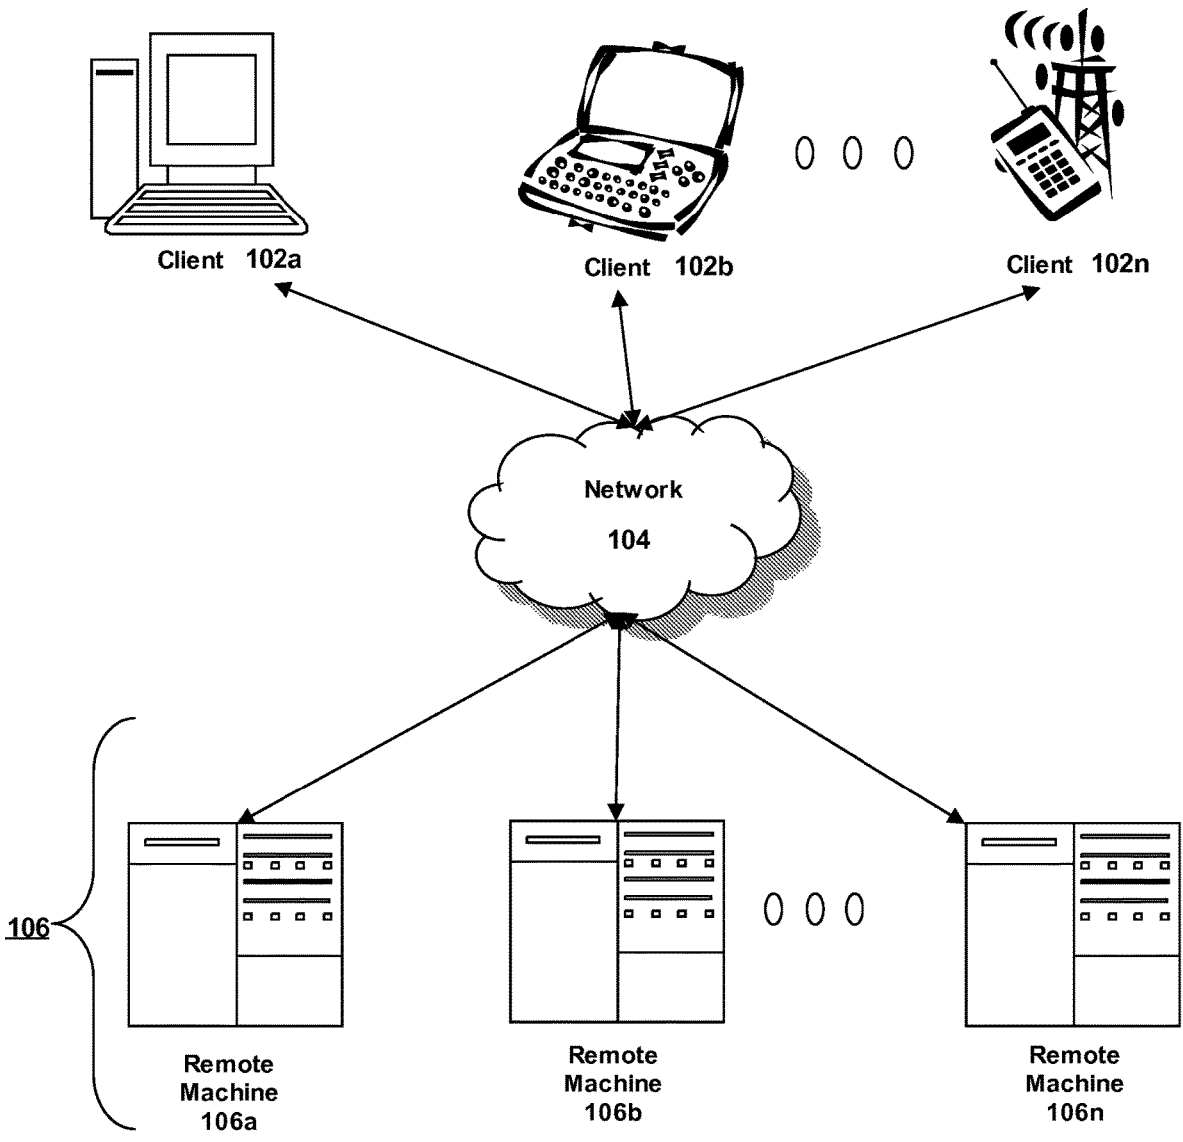 Client 102a
Client 102b
Client 102n
Network
104
106
Remote
Machine
106a
Remote
Machine
106b
Remote
Machine
106n